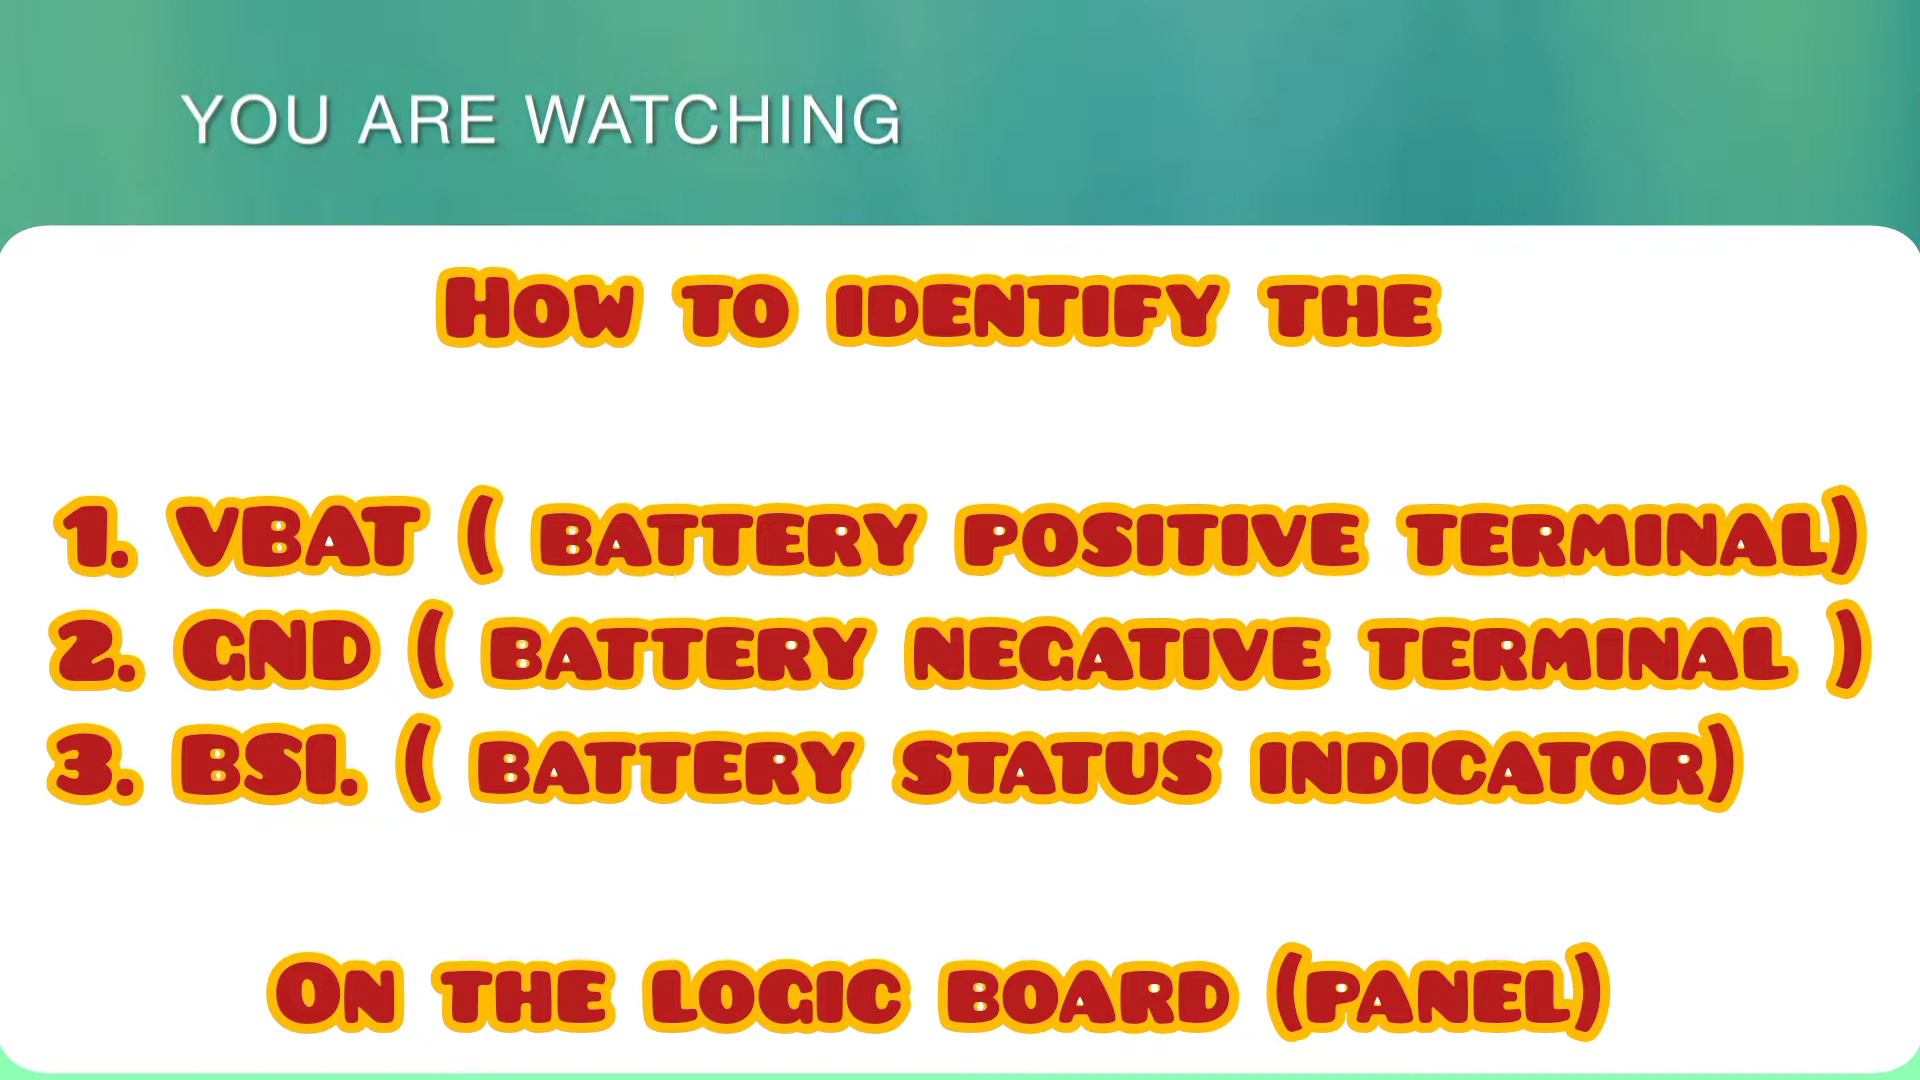 YOU ARE WATCHING
How to identify the
1. VBAT ( battery positive terminal)
2. GND ( battery negative terminal )
3. BSI. ( battery status indicator)
On the logic board (panel)